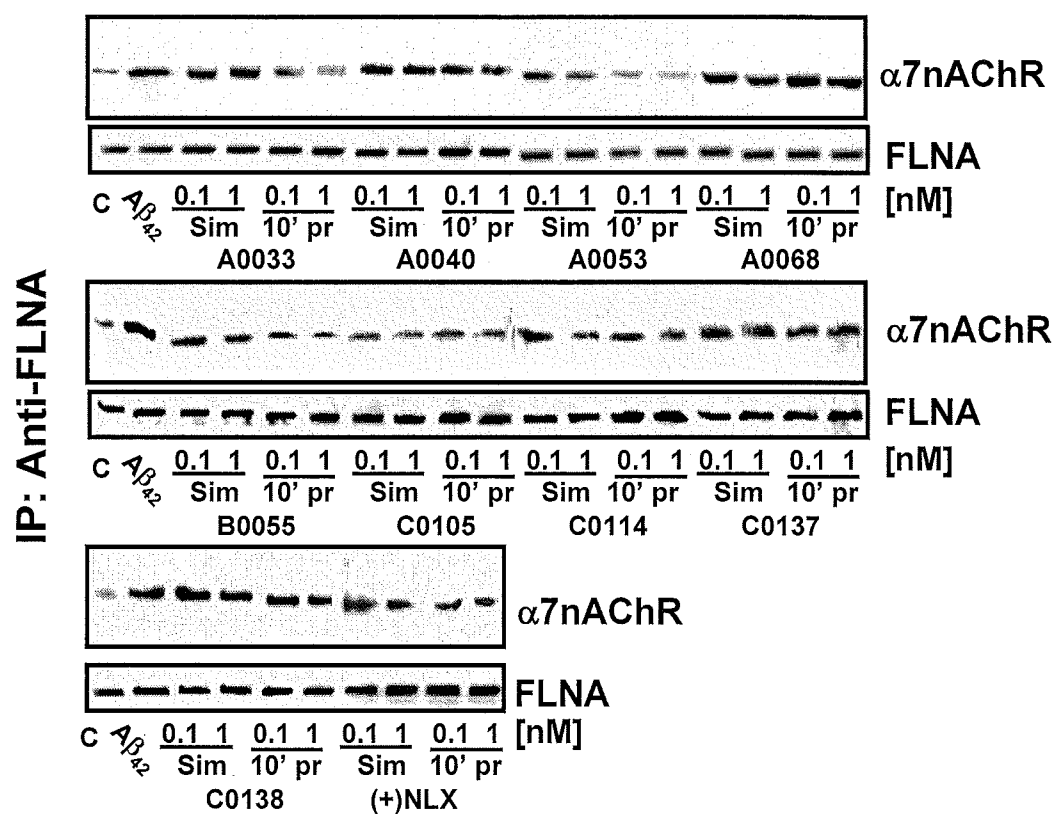 IP: Anti-FLNA
α7nAChR
FLNA
C Aβ42 0.1 1 0.1 1 0.1 1 0.1 1 0.1 1 0.1 1 0.1 1 0.1 1 [nM]
Sim 10' pr Sim 10' pr Sim 10' pr Sim 10' pr
A0033 A0040 A0053 A0068
α7nAChR
FLNA
C Aβ42 0.1 1 0.1 1 0.1 1 0.1 1 0.1 1 0.1 1 0.1 1 0.1 1 [nM]
Sim 10' pr Sim 10' pr Sim 10' pr Sim 10' pr
B0055 C0105 C0114 C0137
α7nAChR
FLNA
C Aβ42 0.1 1 0.1 1 0.1 1 0.1 1 [nM]
Sim 10' pr Sim 10' pr
C0138 (+)NLX